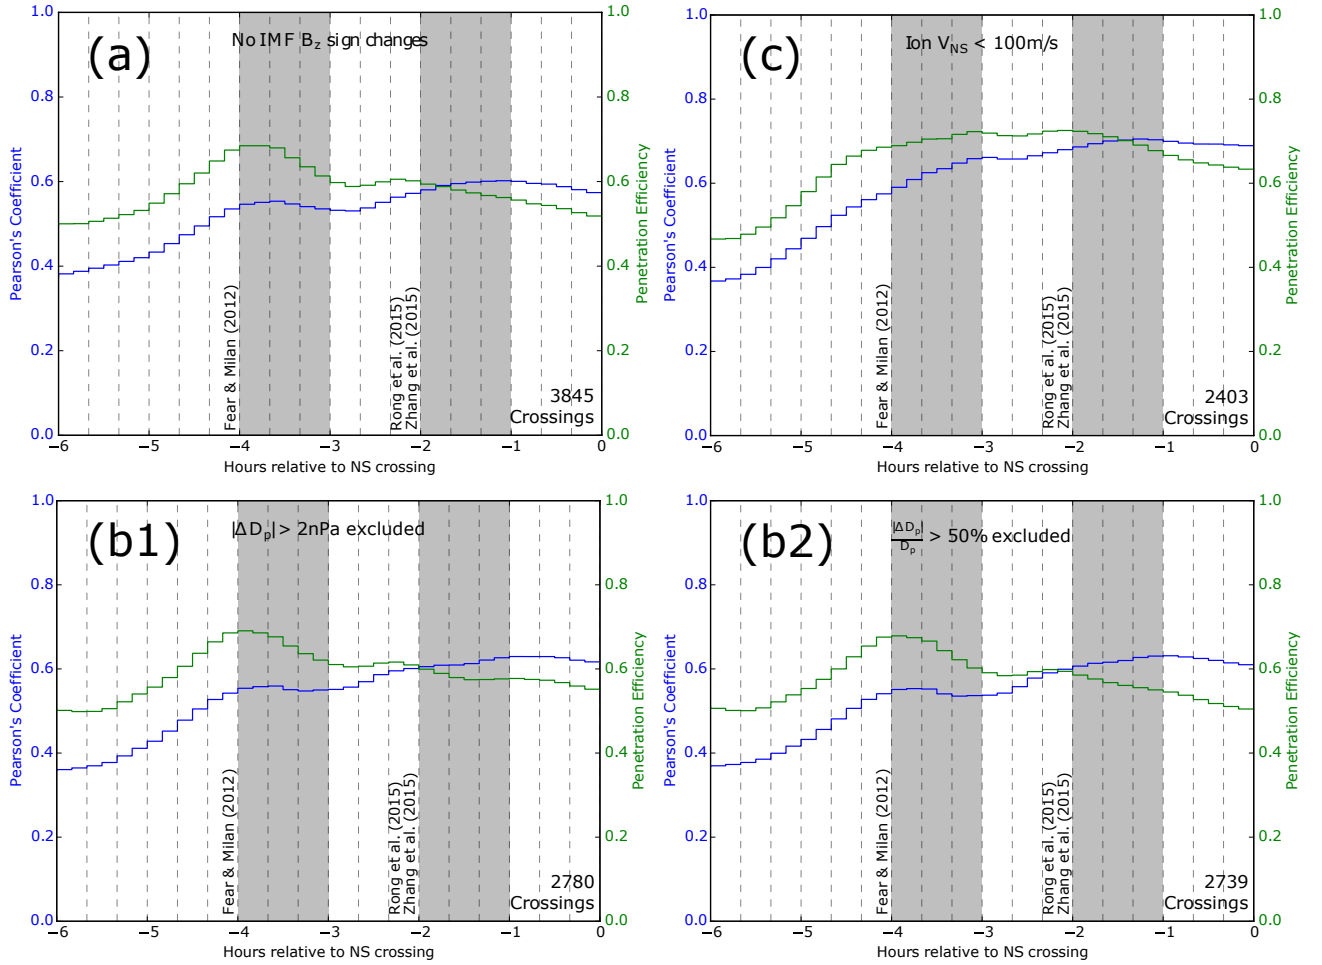 (a)
No IMF Bz sign changes
1.0
0.8
0.6
0.4
0.2
0.0
Pearson's Coefficient
Fear & Milan (2012)
Rong et al. (2015)
Zhang et al. (2015)
3845
Crossings
1.0
0.8
0.6
0.4
0.2
0.0
Penetration Efficiency
−6 −5 −4 −3 −2 −1 0
Hours relative to NS crossing
(c)
Ion VNS < 100m/s
1.0
0.8
0.6
0.4
0.2
0.0
Pearson's Coefficient
Fear & Milan (2012)
Rong et al. (2015)
Zhang et al. (2015)
2403
Crossings
1.0
0.8
0.6
0.4
0.2
0.0
Penetration Efficiency
−6 −5 −4 −3 −2 −1 0
Hours relative to NS crossing
(b1)
|ΔDp| > 2nPa excluded
1.0
0.8
0.6
0.4
0.2
0.0
Pearson's Coefficient
Fear & Milan (2012)
Rong et al. (2015)
Zhang et al. (2015)
2780
Crossings
1.0
0.8
0.6
0.4
0.2
0.0
Penetration Efficiency
−6 −5 −4 −3 −2 −1 0
Hours relative to NS crossing
(b2)
|ΔDp|
Dp > 50% excluded
1.0
0.8
0.6
0.4
0.2
0.0
Pearson's Coefficient
Fear & Milan (2012)
Rong et al. (2015)
Zhang et al. (2015)
2739
Crossings
1.0
0.8
0.6
0.4
0.2
0.0
Penetration Efficiency
−6 −5 −4 −3 −2 −1 0
Hours relative to NS crossing